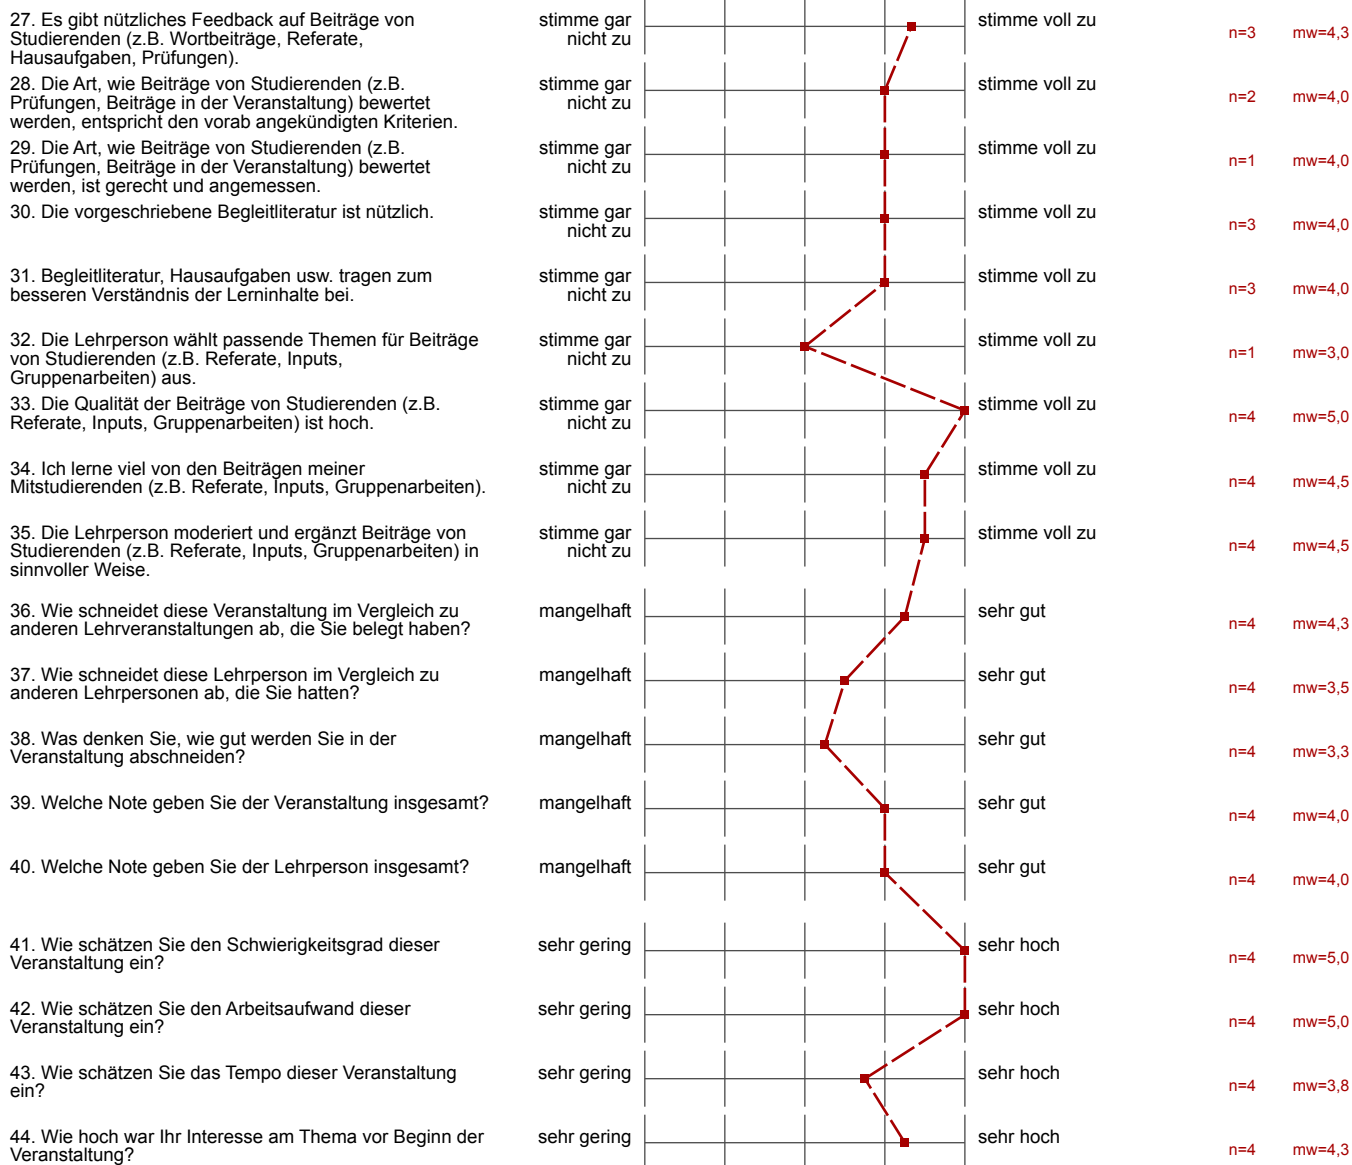 27. Es gibt nützliches Feedback auf Beiträge von
Studierenden (z.B. Wortbeiträge, Referate,
Hausaufgaben, Prüfungen).
stimme gar
nicht zu
stimme voll zu
n=3 mw=4,3
28. Die Art, wie Beiträge von Studierenden (z.B.
Prüfungen, Beiträge in der Veranstaltung) bewertet
werden, entspricht den vorab angekündigten Kriterien.
stimme gar
nicht zu
stimme voll zu
n=2 mw=4,0
29. Die Art, wie Beiträge von Studierenden (z.B.
Prüfungen, Beiträge in der Veranstaltung) bewertet
werden, ist gerecht und angemessen.
stimme gar
nicht zu
stimme voll zu
n=1 mw=4,0
30. Die vorgeschriebene Begleitliteratur ist nützlich.
stimme gar
nicht zu
stimme voll zu
n=3 mw=4,0
31. Begleitliteratur, Hausaufgaben usw. tragen zum
besseren Verständnis der Lerninhalte bei.
stimme gar
nicht zu
stimme voll zu
n=3 mw=4,0
32. Die Lehrperson wählt passende Themen für Beiträge
von Studierenden (z.B. Referate, Inputs,
Gruppenarbeiten) aus.
stimme gar
nicht zu
stimme voll zu
n=1 mw=3,0
33. Die Qualität der Beiträge von Studierenden (z.B.
Referate, Inputs, Gruppenarbeiten) ist hoch.
stimme gar
nicht zu
stimme voll zu
n=4 mw=5,0
34. Ich lerne viel von den Beiträgen meiner
Mitstudierenden (z.B. Referate, Inputs, Gruppenarbeiten).
stimme gar
nicht zu
stimme voll zu
n=4 mw=4,5
35. Die Lehrperson moderiert und ergänzt Beiträge von
Studierenden (z.B. Referate, Inputs, Gruppenarbeiten) in
sinnvoller Weise.
stimme gar
nicht zu
stimme voll zu
n=4 mw=4,5
36. Wie schneidet diese Veranstaltung im Vergleich zu
anderen Lehrveranstaltungen ab, die Sie belegt haben?
mangelhaft
sehr gut
n=4 mw=4,3
37. Wie schneidet diese Lehrperson im Vergleich zu
anderen Lehrpersonen ab, die Sie hatten?
mangelhaft
sehr gut
n=4 mw=3,5
38. Was denken Sie, wie gut werden Sie in der
Veranstaltung abschneiden?
mangelhaft
sehr gut
n=4 mw=3,3
39. Welche Note geben Sie der Veranstaltung insgesamt?
mangelhaft
sehr gut
n=4 mw=4,0
40. Welche Note geben Sie der Lehrperson insgesamt?
mangelhaft
sehr gut
n=4 mw=4,0
41. Wie schätzen Sie den Schwierigkeitsgrad dieser
Veranstaltung ein?
sehr gering
sehr hoch
n=4 mw=5,0
42. Wie schätzen Sie den Arbeitsaufwand dieser
Veranstaltung ein?
sehr gering
sehr hoch
n=4 mw=5,0
43. Wie schätzen Sie das Tempo dieser Veranstaltung
ein?
sehr gering
sehr hoch
n=4 mw=3,8
44. Wie hoch war Ihr Interesse am Thema vor Beginn der
Veranstaltung?
sehr gering
sehr hoch
n=4 mw=4,3